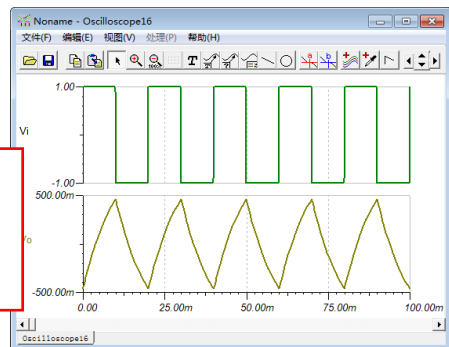 Noname - Oscilloscope16
文件(F) 编辑(E) 视图(V) 处理(P) 帮助(H)
100%
T
a b
1.00
Vi
-1.00
500.00m
-500.00m
0.00 25.00m 50.00m 75.00m 100.00m
Oscilloscope16